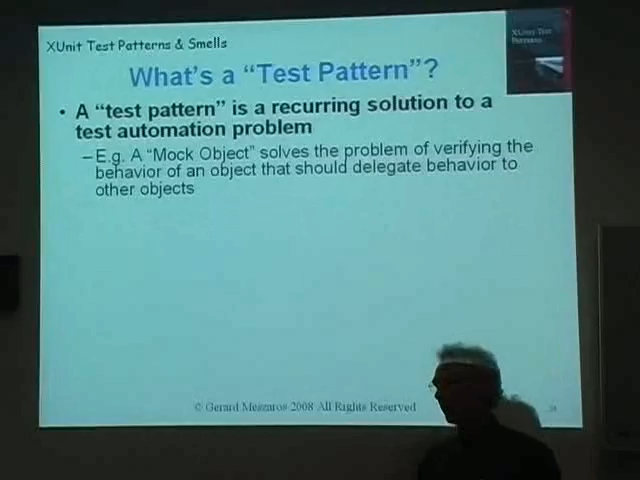 XUnit Test Patterns & Smells
XUnit Test
Patterns
What's a "Test Pattern"?
• A "test pattern" is a recurring solution to a
test automation problem
– E.g. A "Mock Object" solves the problem of verifying the
behavior of an object that should delegate behavior to
other objects
© Gerard Meszaros 2008 All Rights Reserved